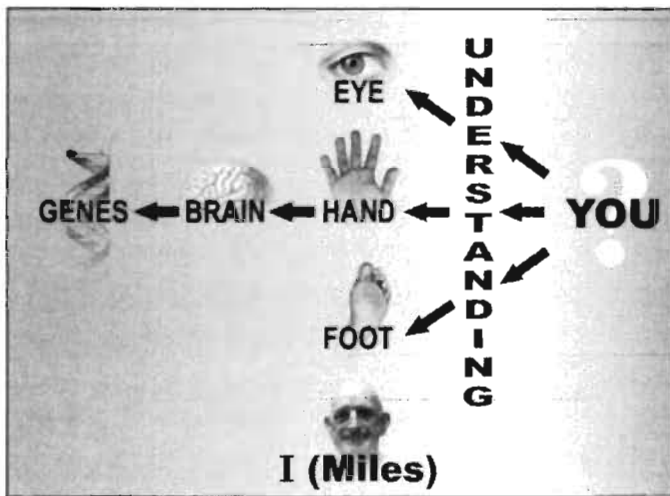 EYE
UNDERSTANDING
GENES BRAIN HAND YOU
FOOT
I (Miles)